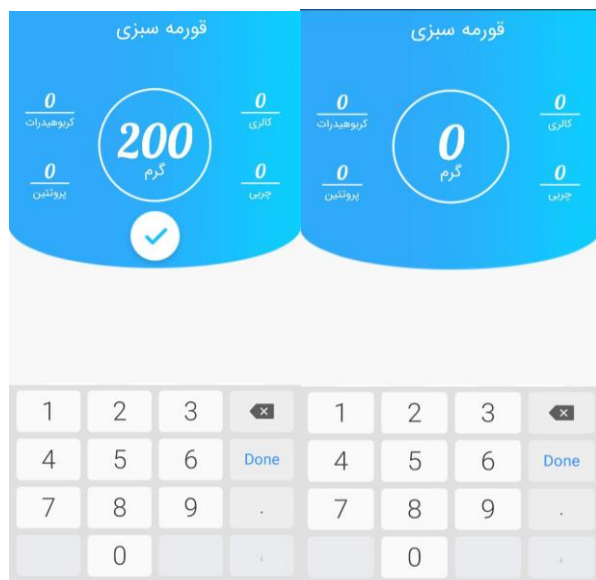 قورمه سبزی
0
کربوهیدرات
200
گرم
0
کالری
0
پروتئین
0
چربی
1 2 3
4 5 6 Done
7 8 9 .
0 ,
قورمه سبزی
0
کربوهیدرات
0
گرم
0
کالری
0
پروتئین
0
چربی
1 2 3
4 5 6 Done
7 8 9 .
0 ,